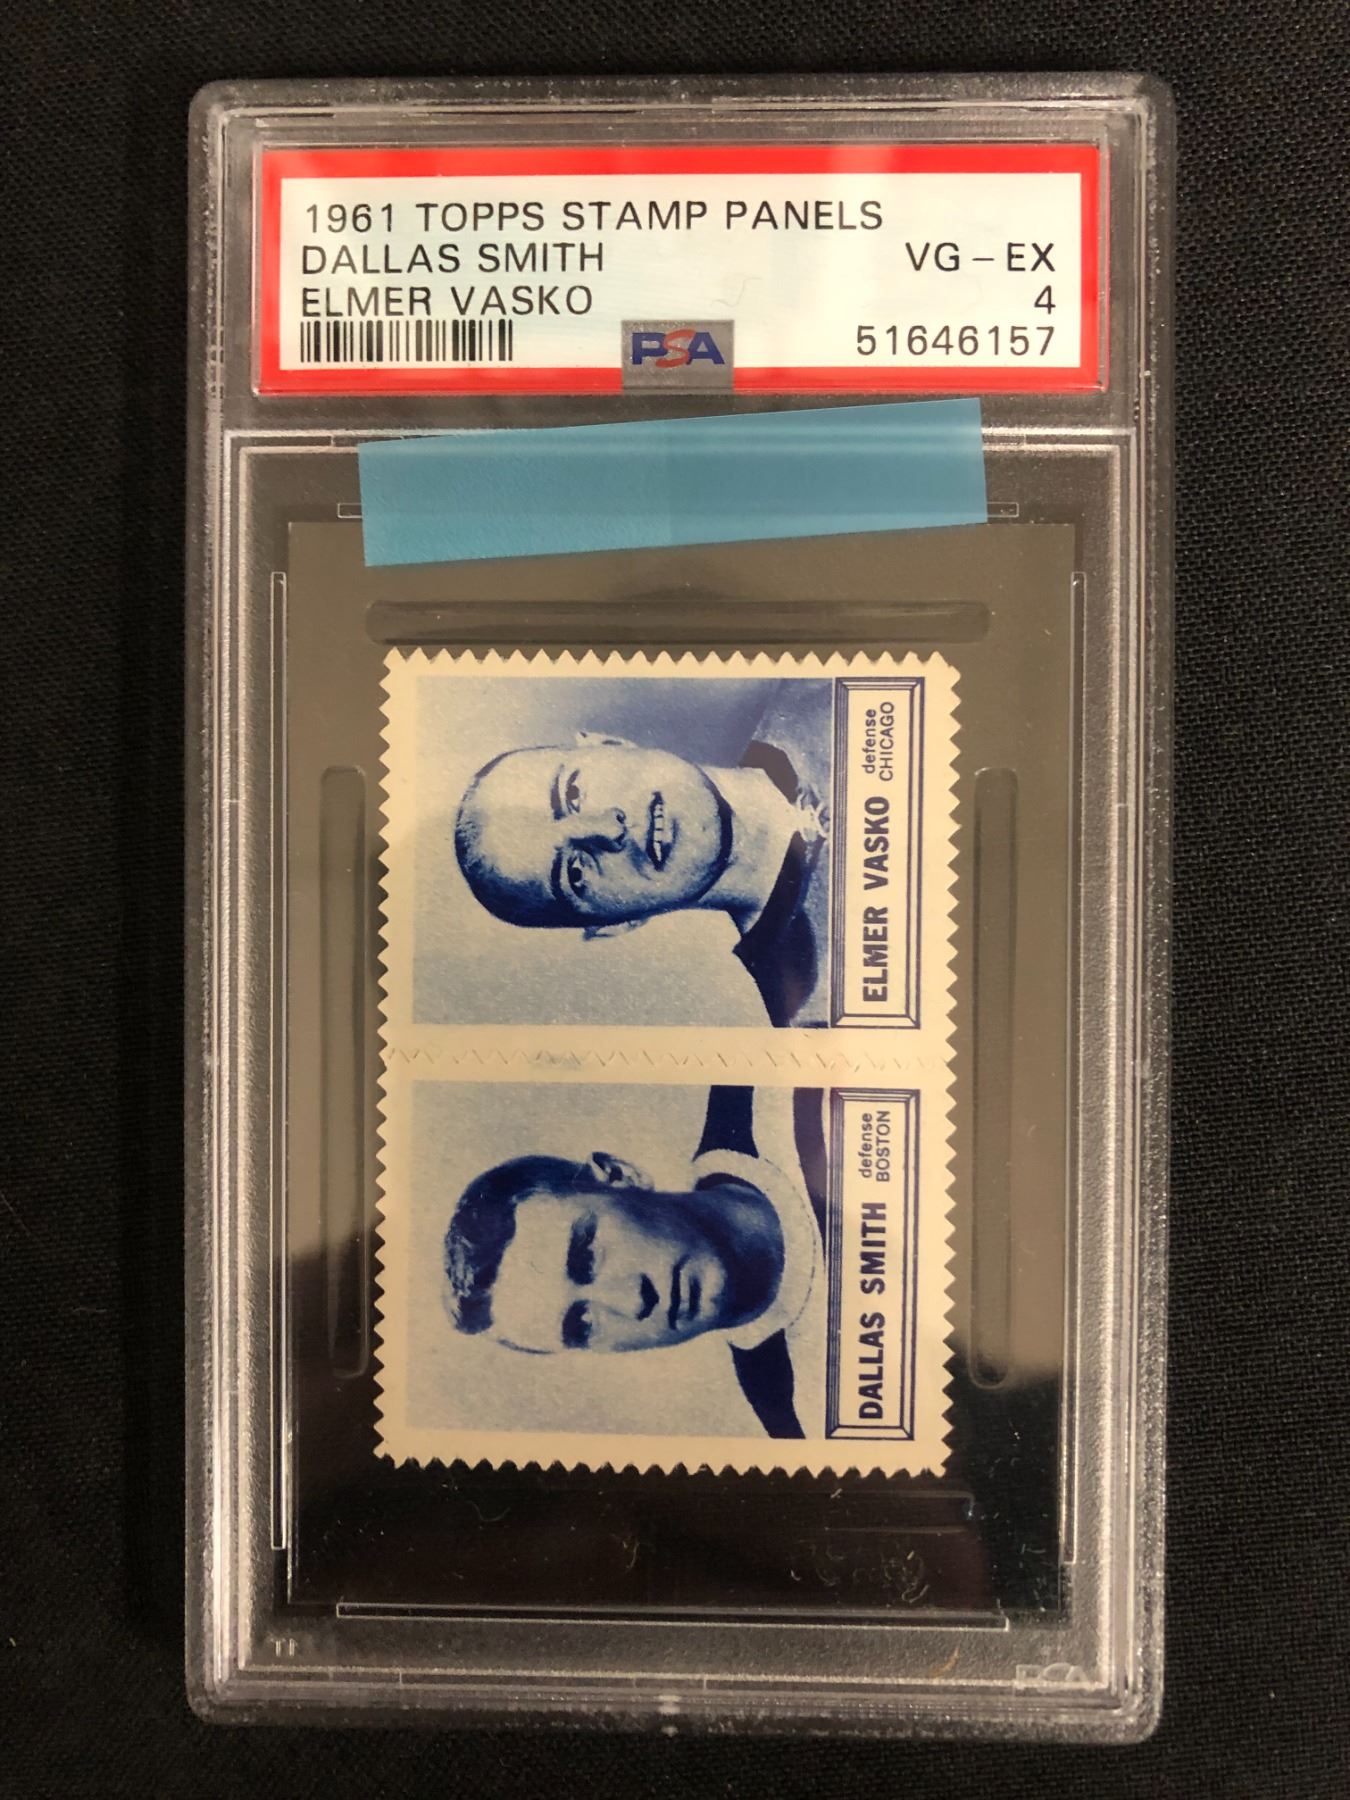 1961 TOPPS STAMP PANELS
DALLAS SMITH VG - EX
ELMER VASKO 4
PSA 51646157
ELMER VASKO defense
CHICAGO
DALLAS SMITH defense
BOSTON
PSA